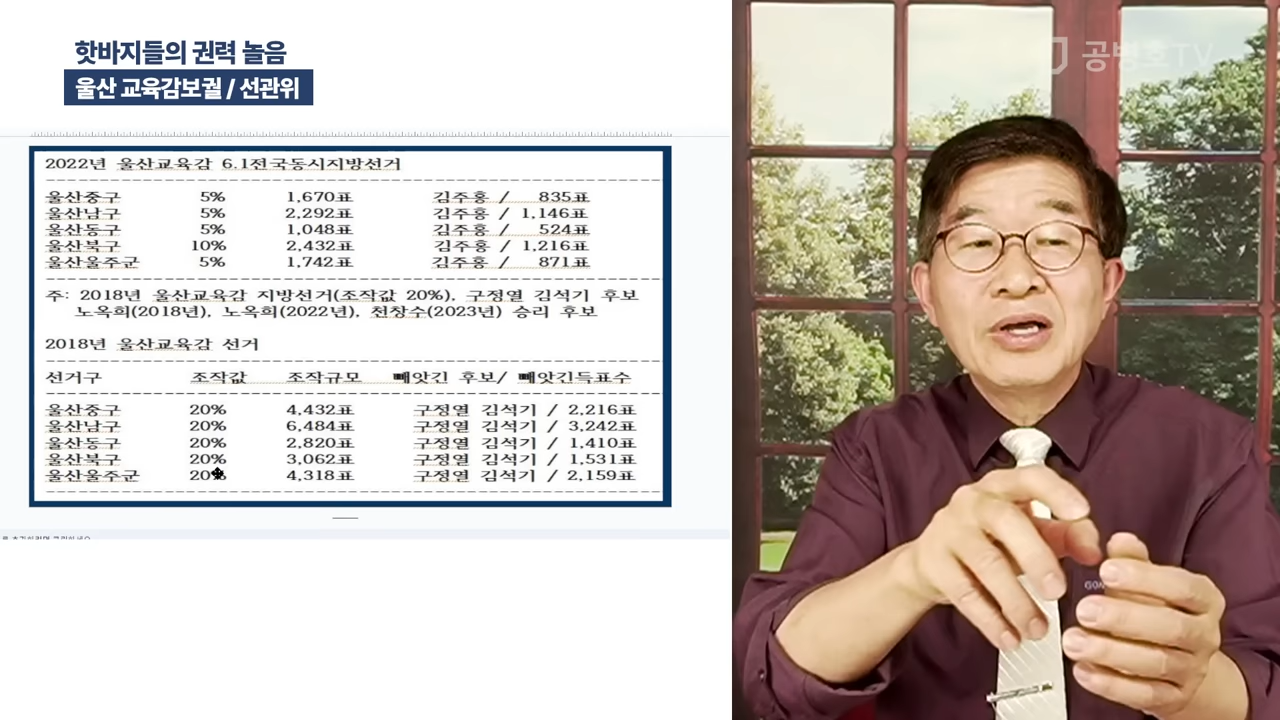 핫바지들의 권력 놀음
울산 교육감보궐 / 선관위
공병호TV
2022년 울산교육감 6.1전국동시지방선거
울산중구 5% 1,670표 김주홍 / 835표
울산남구 5% 2,292표 김주홍 / 1,146표
울산동구 5% 1,048표 김주홍 / 524표
울산북구 10% 2,432표 김주홍 / 1,216표
울산울주군 5% 1,742표 김주홍 / 871표
주: 2018년 울산교육감 지방선거(조작값 20%), 구정열 김석기 후보
노옥희(2018년), 노옥희(2022년), 천창수(2023년) 승리 후보
2018년 울산교육감 선거
선거구 조작값 조작규모 빼앗긴 후보/ 빼앗긴득표수
울산중구 20% 4,432표 구정열 김석기 / 2,216표
울산남구 20% 6,484표 구정열 김석기 / 3,242표
울산동구 20% 2,820표 구정열 김석기 / 1,410표
울산북구 20% 3,062표 구정열 김석기 / 1,531표
울산울주군 20% 4,318표 구정열 김석기 / 2,159표